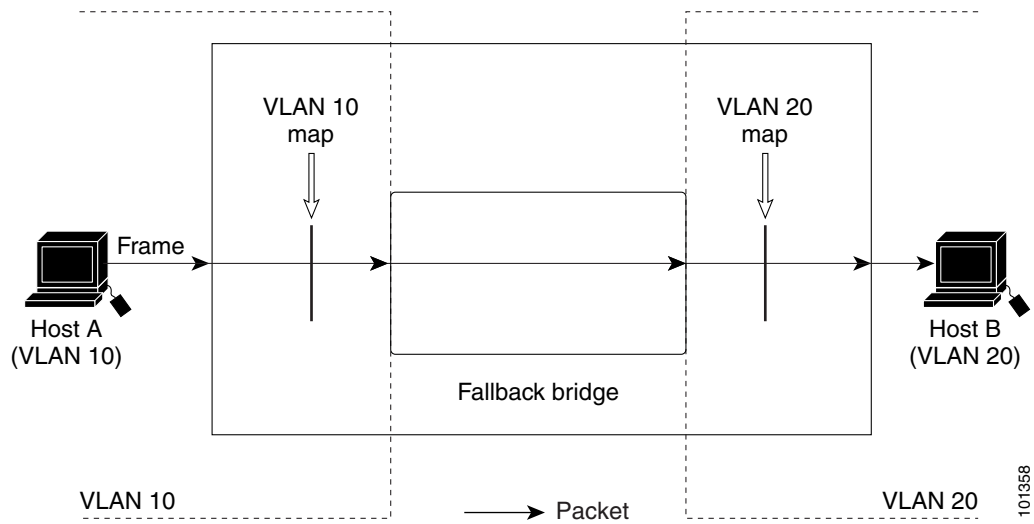 VLAN 10
map
VLAN 20
map
Frame
Host A
(VLAN 10)
Host B
(VLAN 20)
Fallback bridge
VLAN 10
Packet
VLAN 20
101358